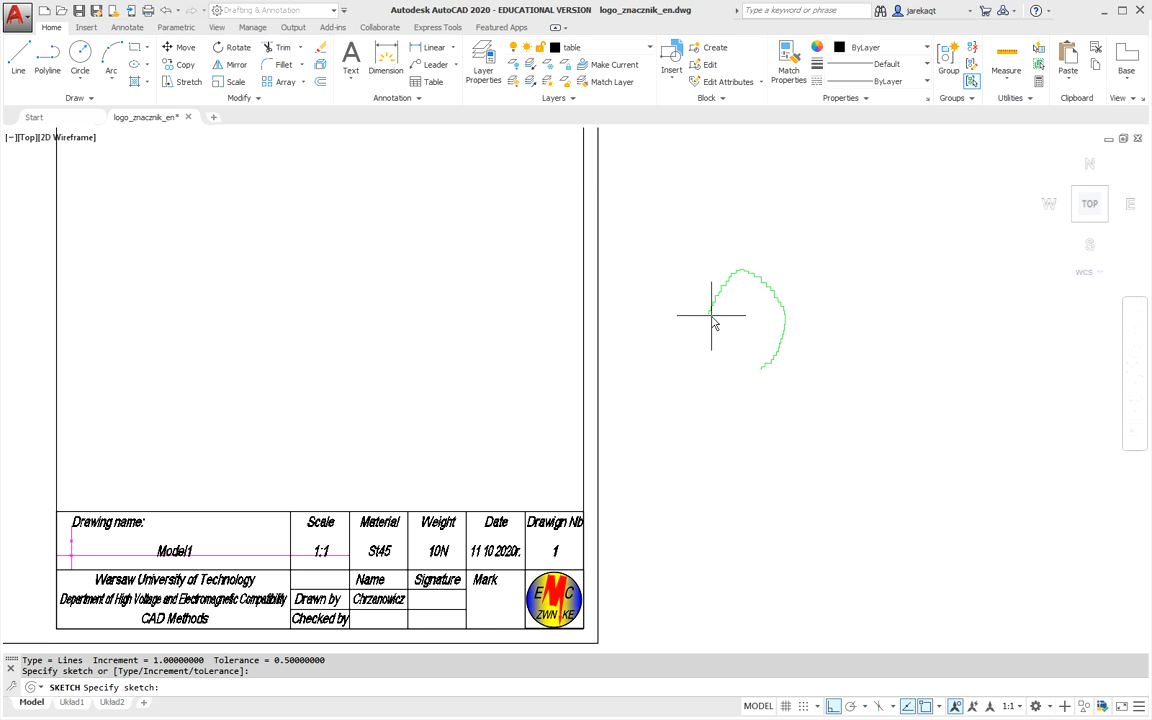 Drafting & Annotation
Autodesk AutoCAD 2020 - EDUCATIONAL VERSION logo_znacznik_en.dwg
Type a keyword or phrase
jarekaqt
Home Insert Annotate Parametric View Manage Output Add-ins Collaborate Express Tools Featured Apps
Line Polyline Circle Arc
Move Rotate Trim
Copy Mirror Fillet
Stretch Scale Array
Text Dimension
Linear
Leader
Table
Layer Properties
table
Make Current
Match Layer
Insert
Create
Edit
Edit Attributes
Match Properties
ByLayer
Default
ByLayer
Group
Measure
Paste
Base
Draw Modify Annotation Layers Block Properties Groups Utilities Clipboard View
Start logo_znacznik_en*
[−][Top][2D Wireframe]
N
W TOP E
S
WCS
Drawing name: Scale Material Weight Date Drawign Nb
Model1 1:1 St45 10N 11 10 2020r. 1
Warsaw University of Technology Name Signature Mark
Department of High Voltage and Electromagnetic Compatibility Drawn by Chrzanowicz
CAD Methods Checked by
E M C
ZWN KE
Type = Lines Increment = 1.00000000 Tolerance = 0.50000000
Specify sketch or [Type/Increment/toLerance]:
SKETCH Specify sketch:
Model Układ1 Układ2
MODEL 1:1